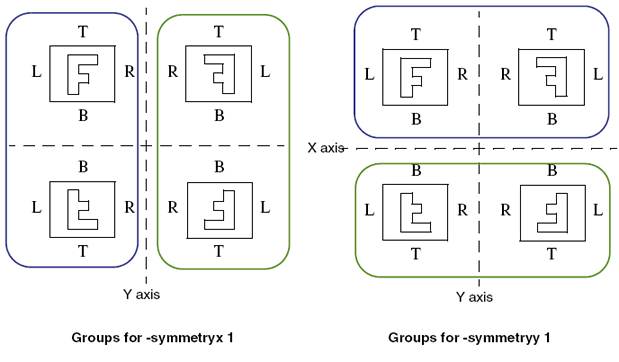 T T
L R R L
B B
B B
L R R L
T T
Y axis
Groups for -symmetryx 1
T T
L R R L
B B
X axis
B B
L R R L
T T
Y axis
Groups for -symmetryy 1